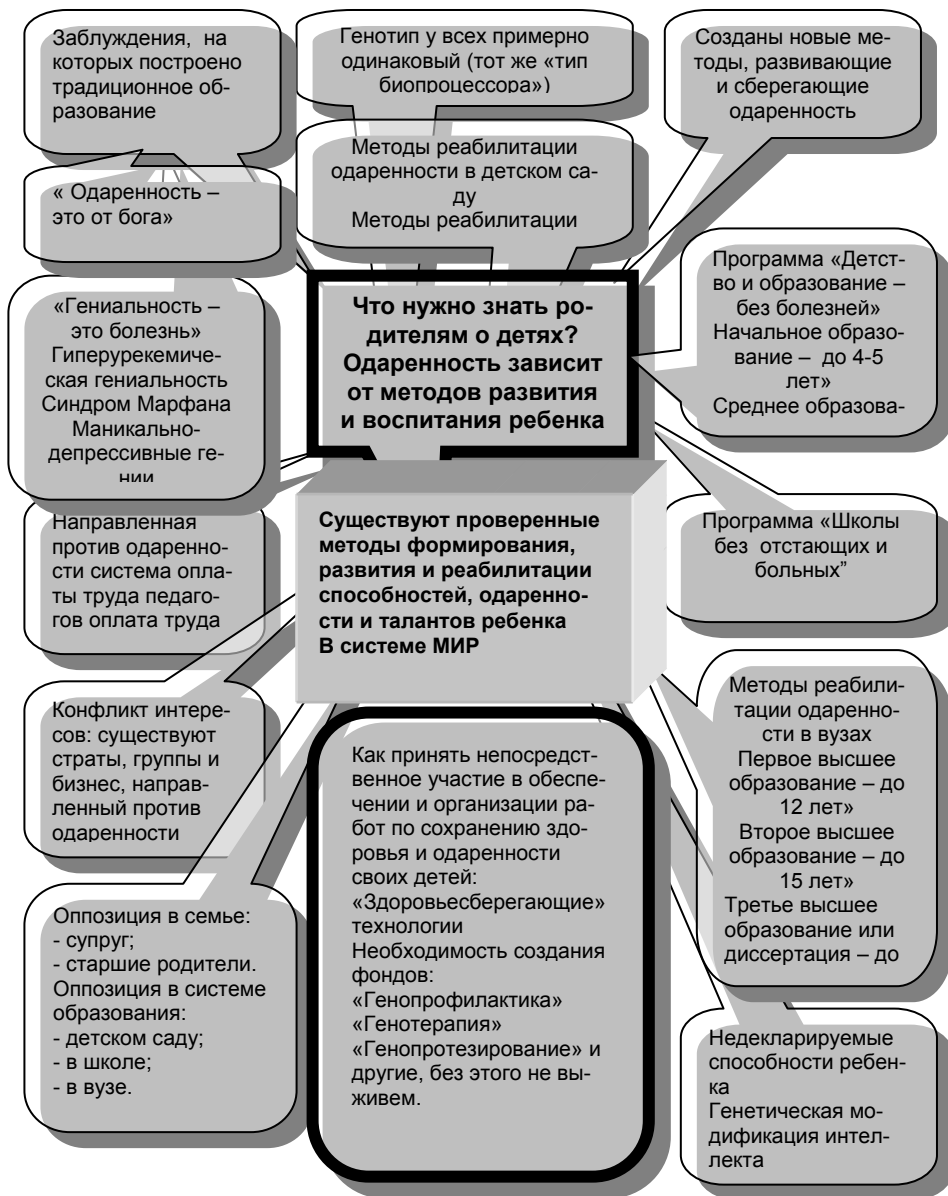 Заблуждения, на
которых построено
традиционное об-
разование
Генотип у всех примерно
одинаковый (тот же «тип
биопроцессора»)
Созданы новые ме-
тоды, развивающие
и сберегающие
одаренность
« Одаренность –
это от бога»
Методы реабилитации
одаренности в детском са-
ду
Методы реабилитации
«Гениальность –
это болезнь»
Гиперурекемиче-
ская гениальность
Синдром Марфана
Маникально-
депрессивные ге-
нии
Что нужно знать ро-
дителям о детях?
Одаренность зависит
от методов развития
и воспитания ребенка
Программа «Детст-
во и образование –
без болезней»
Начальное образо-
вание – до 4-5
лет»
Среднее образова-
Направленная
против одаренно-
сти система опла-
ты труда педаго-
гов оплата труда
Существуют проверенные
методы формирования,
развития и реабилитации
способностей, одаренно-
сти и талантов ребенка
В системе МИР
Программа «Школы
без отстающих и
больных”
Конфликт интере-
сов: существуют
страты, группы и
бизнес, направ-
ленный против
одаренности
Как принять непосредст-
венное участие в обеспе-
чении и организации ра-
бот по сохранению здо-
ровья и одаренности
своих детей:
«Здоровьесберегающие»
технологии
Необходимость создания
фондов:
«Генопрофилактика»
«Генотерапия»
«Генопротезирование» и
другие, без этого не вы-
живем.
Методы реабили-
тации одаренно-
сти в вузах
Первое высшее
образование – до
12 лет»
Второе высшее
образование – до
15 лет»
Третье высшее
образование или
диссертация – до
Оппозиция в семье:
- супруг;
- старшие родители.
Оппозиция в системе
образования:
- детском саду;
- в школе;
- в вузе.
Недекларируемые
способности ребен-
ка
Генетическая мо-
дификация интел-
лекта